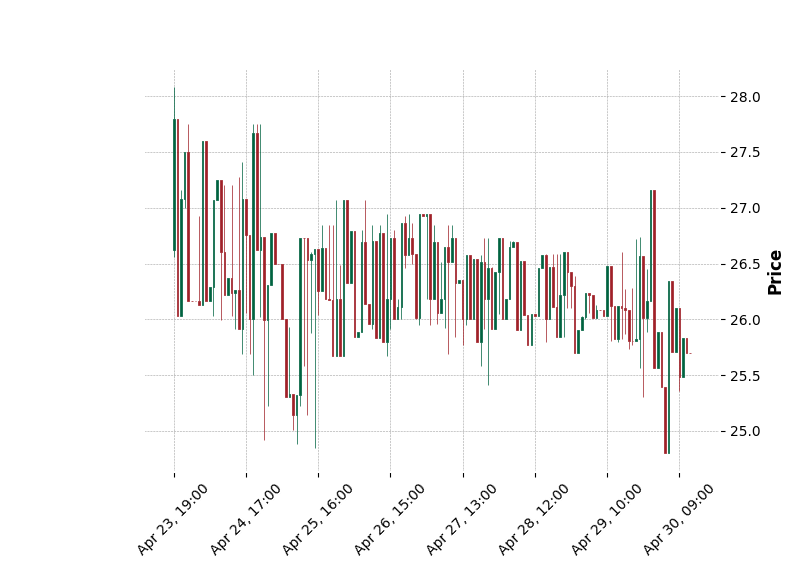 28.0
27.5
27.0
26.5
26.0
25.5
25.0
Price
Apr 23, 19:00
Apr 24, 17:00
Apr 25, 16:00
Apr 26, 15:00
Apr 27, 13:00
Apr 28, 12:00
Apr 29, 10:00
Apr 30, 09:00